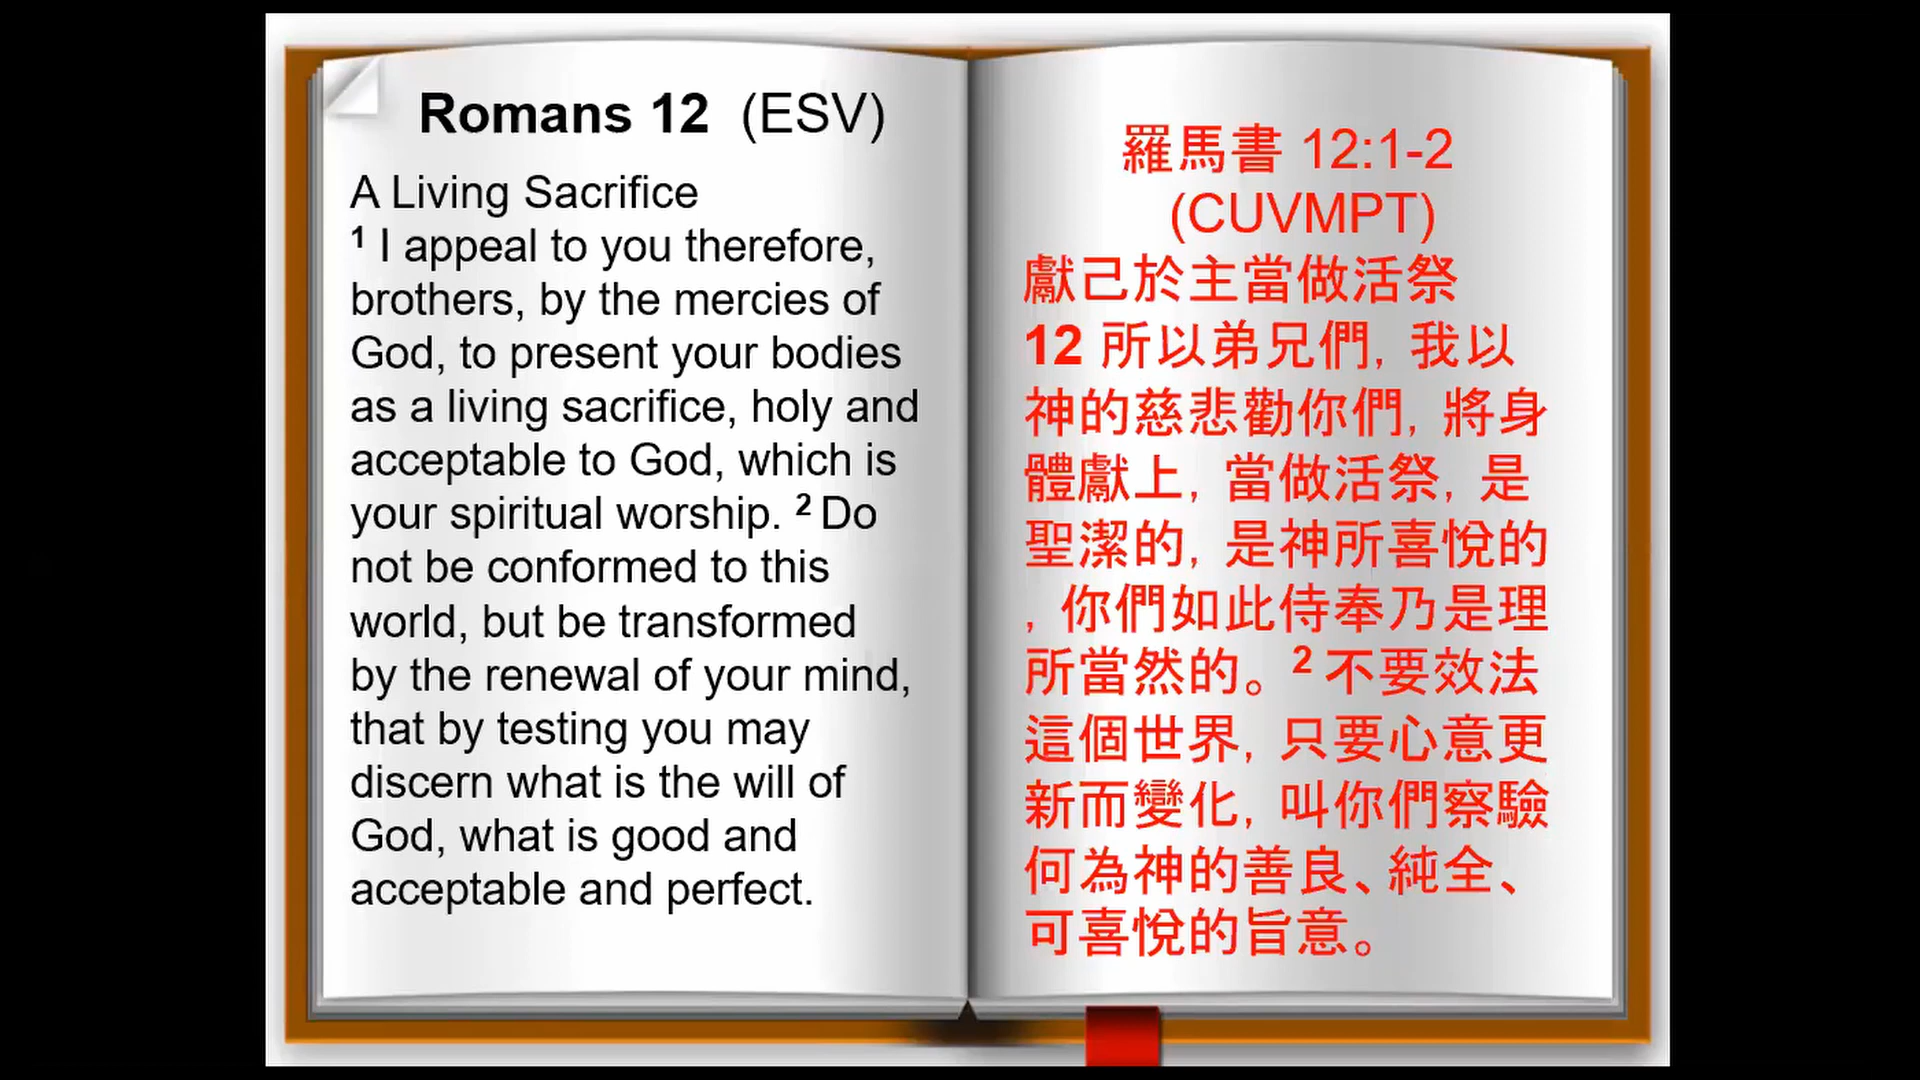 Romans 12 (ESV)
A Living Sacrifice
1 I appeal to you therefore,
brothers, by the mercies of
God, to present your bodies
as a living sacrifice, holy and
acceptable to God, which is
your spiritual worship. 2 Do
not be conformed to this
world, but be transformed
by the renewal of your mind,
that by testing you may
discern what is the will of
God, what is good and
acceptable and perfect.
羅馬書 12:1-2
(CUVMPT)
獻己於主當做活祭
12 所以弟兄們, 我以
神的慈悲勸你們, 將身
體獻上, 當做活祭, 是
聖潔的, 是神所喜悅的
, 你們如此侍奉乃是理
所當然的。2 不要效法
這個世界, 只要心意更
新而變化, 叫你們察驗
何為神的善良、純全、
可喜悅的旨意。